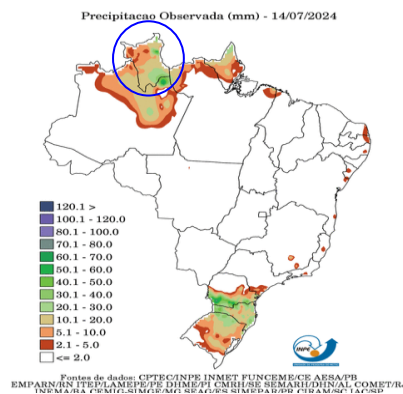 Precipitacao Observada (mm) - 14/07/2024
120.1 >
100.1 - 120.0
80.1 - 100.0
70.1 - 80.0
60.1 - 70.0
50.1 - 60.0
40.1 - 50.0
30.1 - 40.0
20.1 - 30.0
10.1 - 20.0
5.1 - 10.0
2.1 - 5.0
<= 2.0
INPE
Fontes de dados: CPTEC/INPE INMET FUNCEME/CE AESA/PB
EMPARN/RN ITEP/LAMEPE/PE DHME/PI CMRH/SE SEMARH/DHN/AL COMET/RJ
INEMA/BA CEMIG-SIMGE/MG SEAG/ES SIMEPAR/PR CIRAM/SC IAC/SP